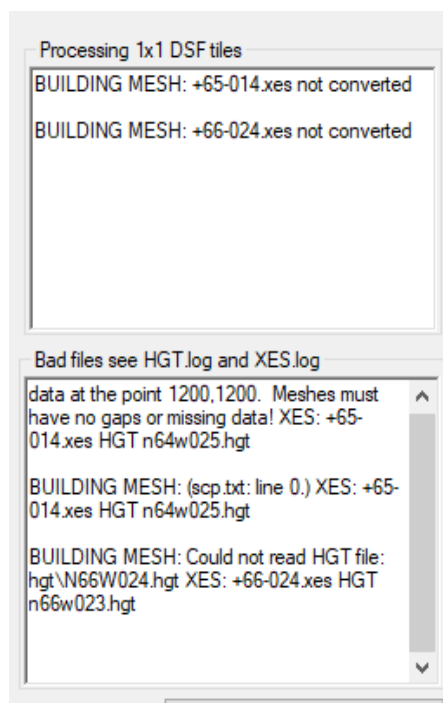 Processing 1x1 DSF tiles
BUILDING MESH: +65-014.xes not converted
BUILDING MESH: +66-024.xes not converted
Bad files see HGT.log and XES.log
data at the point 1200,1200.  Meshes must
have no gaps or missing data! XES: +65-
014.xes HGT n64w025.hgt
BUILDING MESH: (scp.txt: line 0.) XES: +65-
014.xes HGT n64w025.hgt
BUILDING MESH: Could not read HGT file:
hgt\N66W024.hgt XES: +66-024.xes HGT
n66w023.hgt